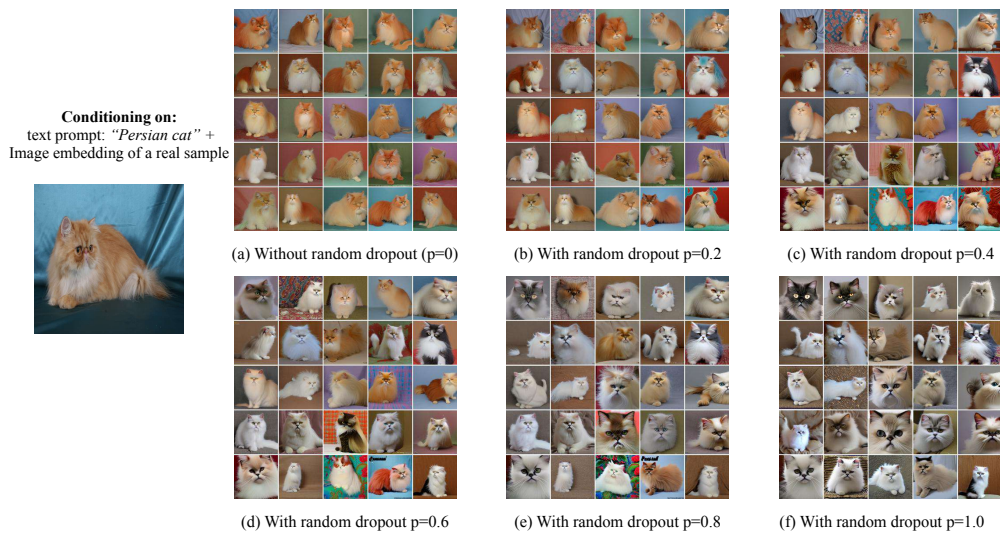 Conditioning on:
text prompt: “Persian cat” +
Image embedding of a real sample
(a) Without random dropout (p=0)
(b) With random dropout p=0.2
(c) With random dropout p=0.4
(d) With random dropout p=0.6
(e) With random dropout p=0.8
(f) With random dropout p=1.0